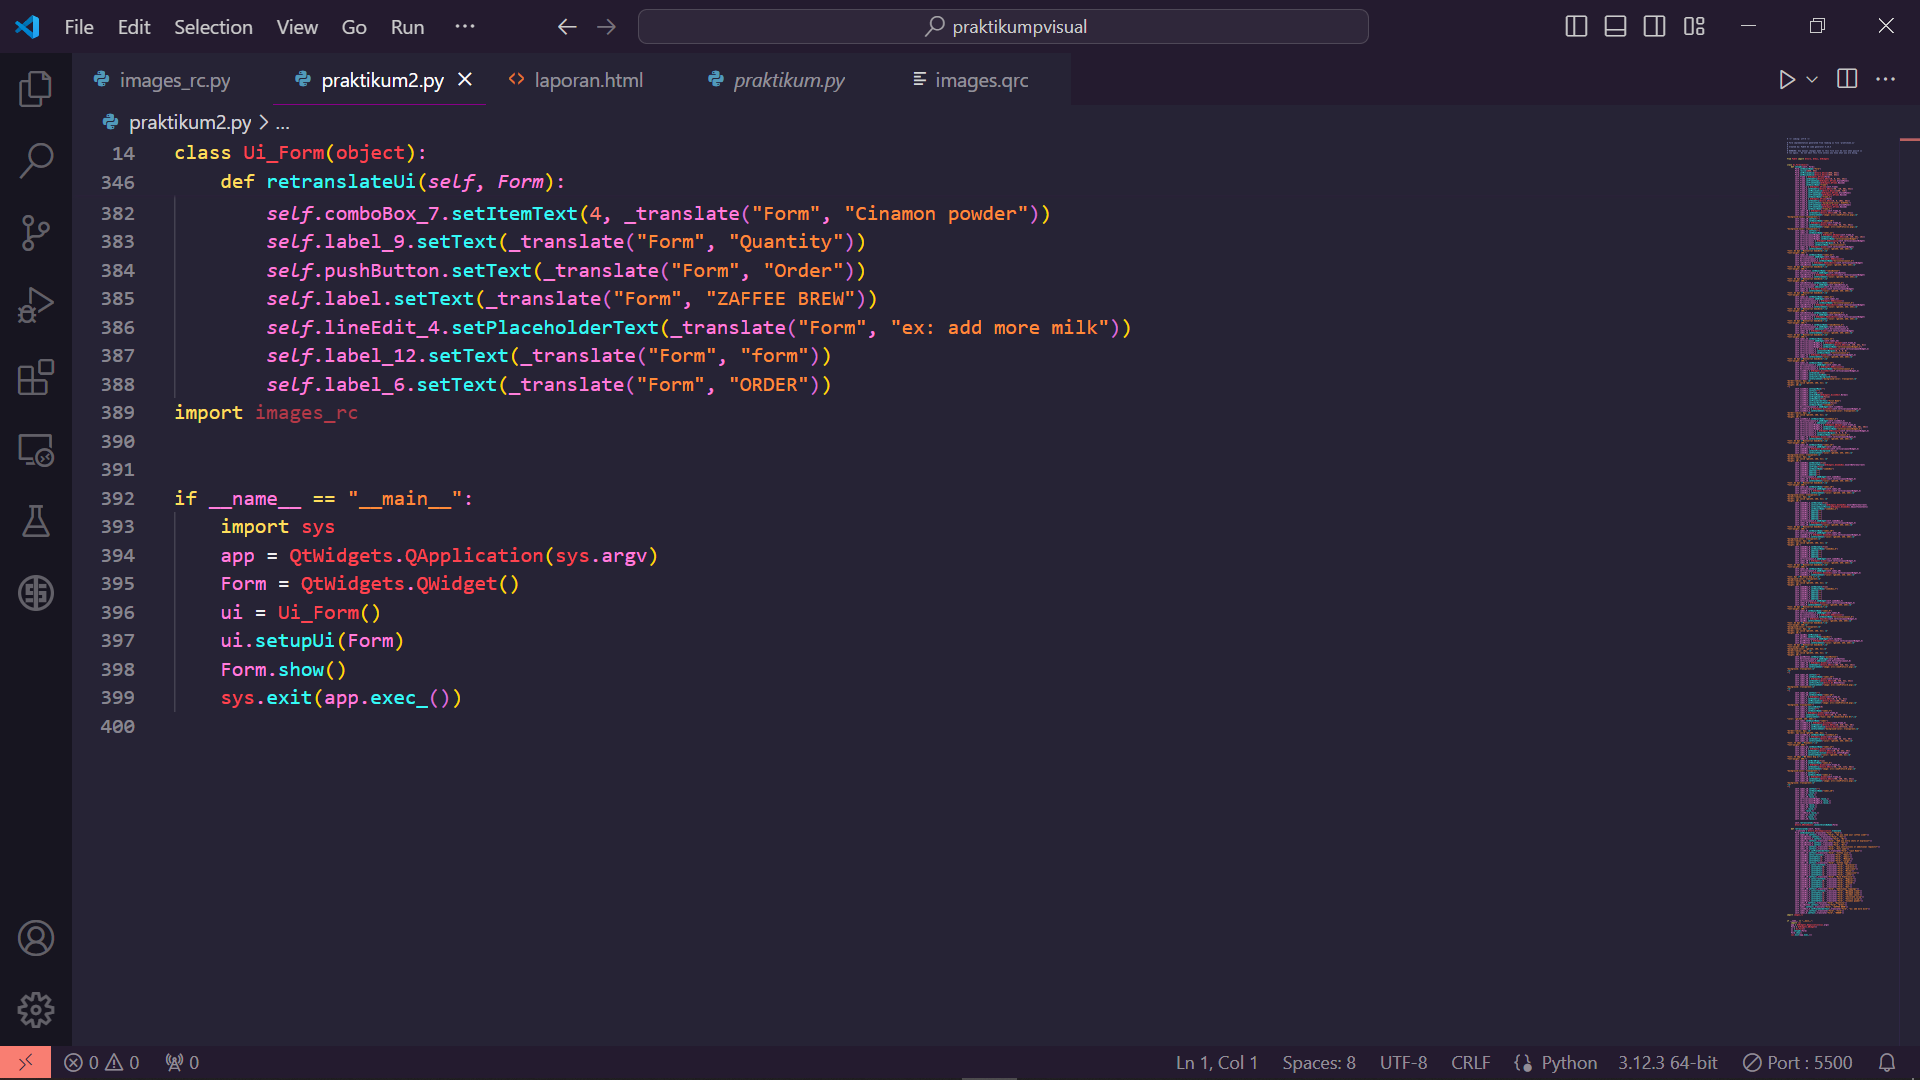 File Edit Selection View Go Run ··· praktikumpvisual
images_rc.py praktikum2.py laporan.html praktikum.py images.qrc
praktikum2.py > ...
14 class Ui_Form(object):
346 def retranslateUi(self, Form):
382 self.comboBox_7.setItemText(4, _translate("Form", "Cinamon powder"))
383 self.label_9.setText(_translate("Form", "Quantity"))
384 self.pushButton.setText(_translate("Form", "Order"))
385 self.label.setText(_translate("Form", "ZAFFEE BREW"))
386 self.lineEdit_4.setPlaceholderText(_translate("Form", "ex: add more milk"))
387 self.label_12.setText(_translate("Form", "form"))
388 self.label_6.setText(_translate("Form", "ORDER"))
389 import images_rc
390
391
392 if __name__ == "__main__":
393 import sys
394 app = QtWidgets.QApplication(sys.argv)
395 Form = QtWidgets.QWidget()
396 ui = Ui_Form()
397 ui.setupUi(Form)
398 Form.show()
399 sys.exit(app.exec_())
400
0 0 0 Ln 1, Col 1 Spaces: 8 UTF-8 CRLF Python 3.12.3 64-bit Port : 5500